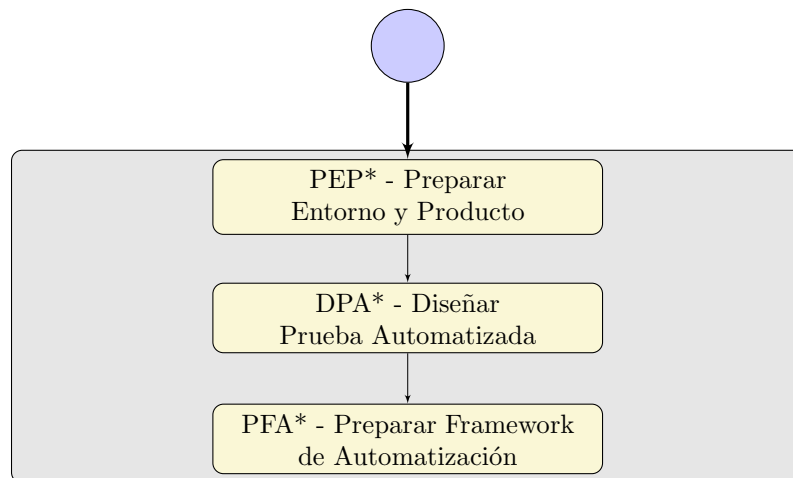 PEP* - Preparar
Entorno y Producto
DPA* - Diseñar
Prueba Automatizada
PFA* - Preparar Framework
de Automatización